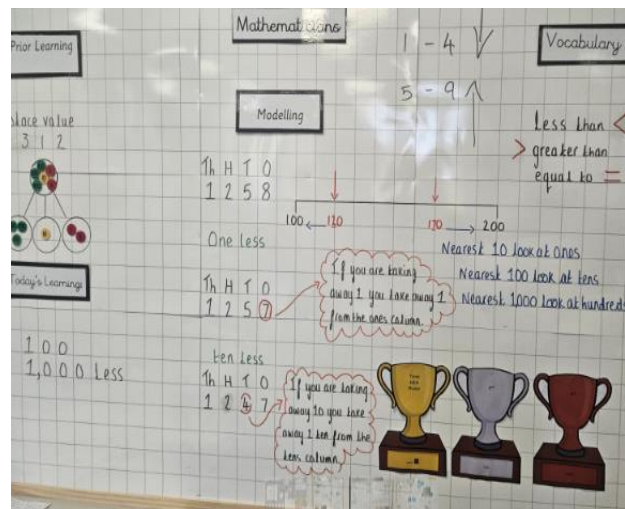 Mathematicians
Prior Learning
place value
3 1 2
Today's Learning
100
1,000 Less
Modelling
Th H T O
1 2 5 8
One less
Th H T O
1 2 5 7
If you are taking
away 1 you take away 1
from the ones column.
ten less
Th H T O
1 2 4 7
If you are taking
away 10 you take
away 1 ten from the
tens column.
1 - 4
5 - 9
100
120
170
200
Nearest 10 look at ones
Nearest 100 look at tens
Nearest 1,000 look at hundreds
Vocabulary
Less than <
> greater than
equal to =